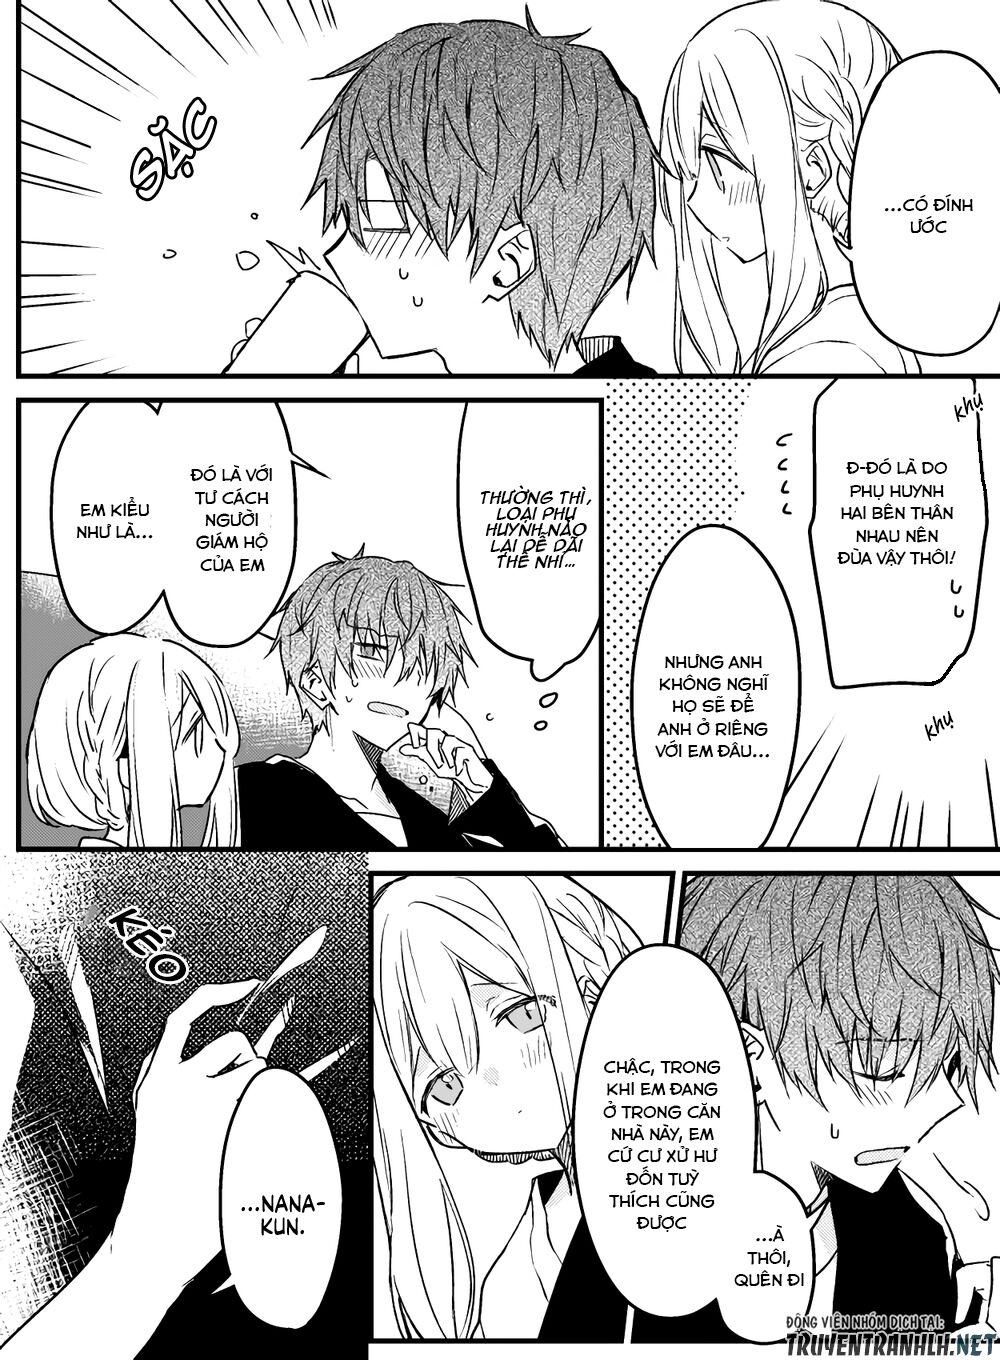 ...CÓ ĐÍNH
ƯỚC
SẶC
KHỤ
Đ-ĐÓ LÀ DO
PHỤ HUYNH
HAI BÊN THÂN
NHAU NÊN
ĐÙA VẬY THÔI!
KHỤ
NHƯNG ANH
KHÔNG NGHĨ
HỌ SẼ ĐỂ
ANH Ở RIÊNG
VỚI EM ĐÂU...
THƯỜNG THÌ,
LOẠI PHỤ
HUYNH NÀO
LẠI DỄ DÃI
THẾ NHỈ...
ĐÓ LÀ VỚI
TƯ CÁCH
NGƯỜI
GIÁM HỘ
CỦA EM
EM KIỂU
NHƯ LÀ...
CHẬC, TRONG
KHI EM ĐANG
Ở TRONG CĂN
NHÀ NÀY, EM
CỨ CƯ XỬ HƯ
ĐỐN TUỲ
THÍCH CŨNG
ĐƯỢC
...À
THÔI,
QUÊN ĐI
KÉO
...NANA-
KUN.
ĐỘNG VIÊN NHÓM DỊCH TẠI:
TRUYENTRANHLH.NET